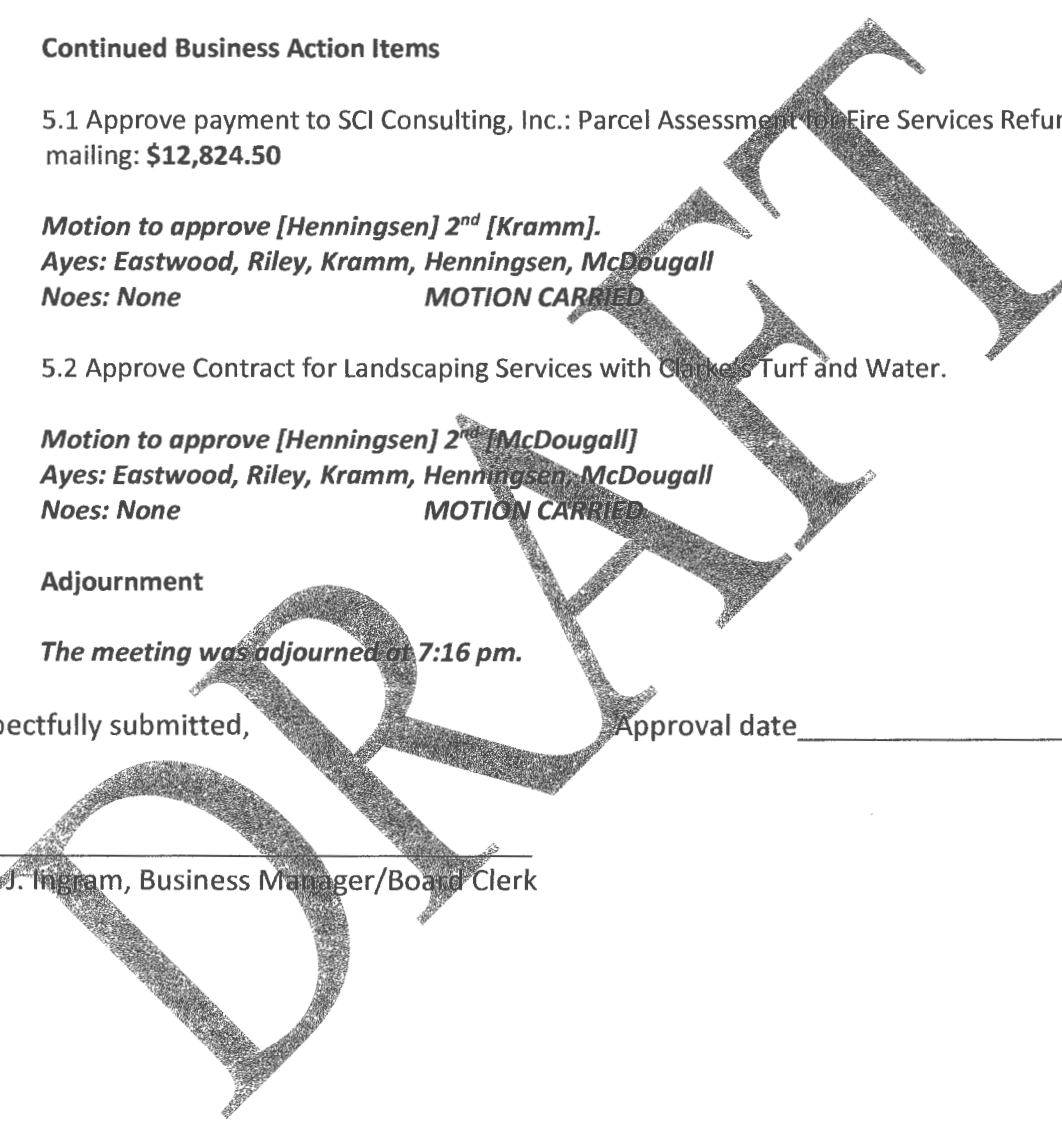 Continued Business Action Items
5.1 Approve payment to SCI Consulting, Inc.: Parcel Assessment for Fire Services Refun
mailing: $12,824.50
Motion to approve [Henningsen] 2nd [Kramm].
Ayes: Eastwood, Riley, Kramm, Henningsen, McDougall
Noes: None MOTION CARRIED
5.2 Approve Contract for Landscaping Services with Clarke's Turf and Water.
Motion to approve [Henningsen] 2nd [McDougall]
Ayes: Eastwood, Riley, Kramm, Henningsen, McDougall
Noes: None MOTION CARRIED
Adjournment
The meeting was adjourned at 7:16 pm.
pectfully submitted, Approval date
J. Ingram, Business Manager/Board Clerk
DRAFT